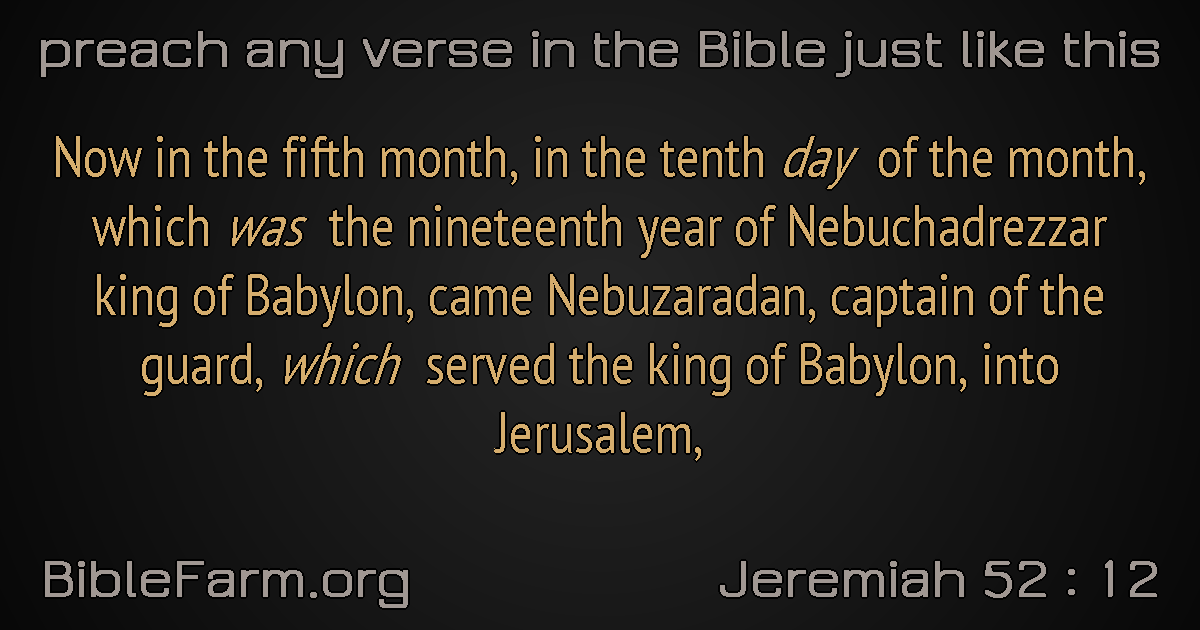 preach any verse in the Bible just like this
Now in the fifth month, in the tenth day of the month,
which was the nineteenth year of Nebuchadrezzar
king of Babylon, came Nebuzaradan, captain of the
guard, which served the king of Babylon, into
Jerusalem,
BibleFarm.org
Jeremiah 52 : 12